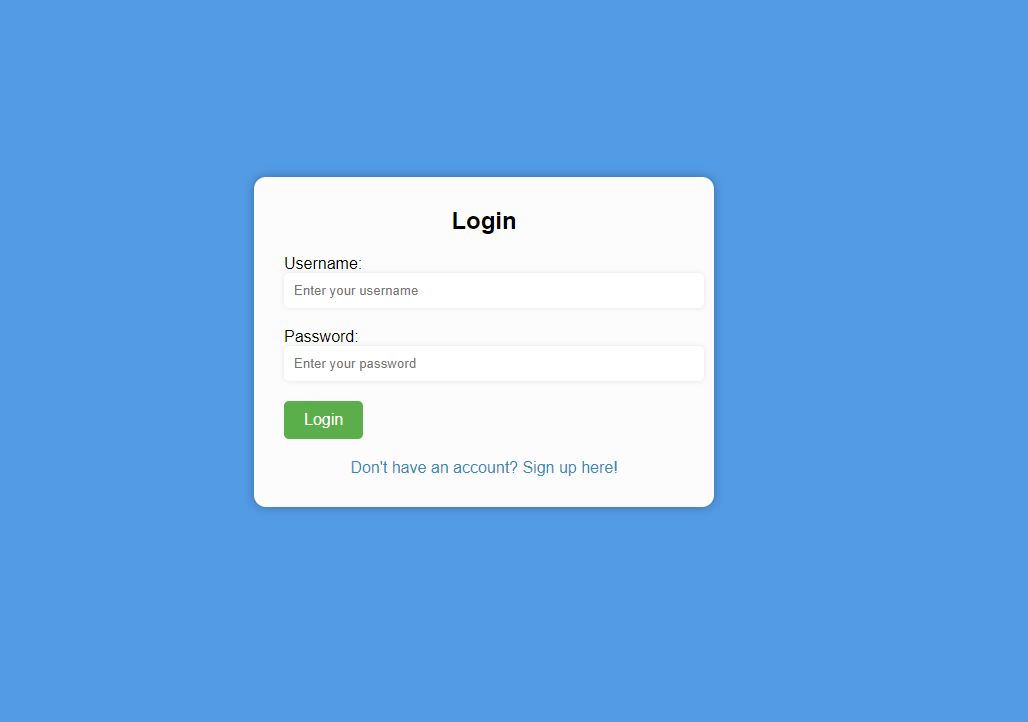 Login
Username:
Enter your username
Password:
Enter your password
Login
Don't have an account? Sign up here!